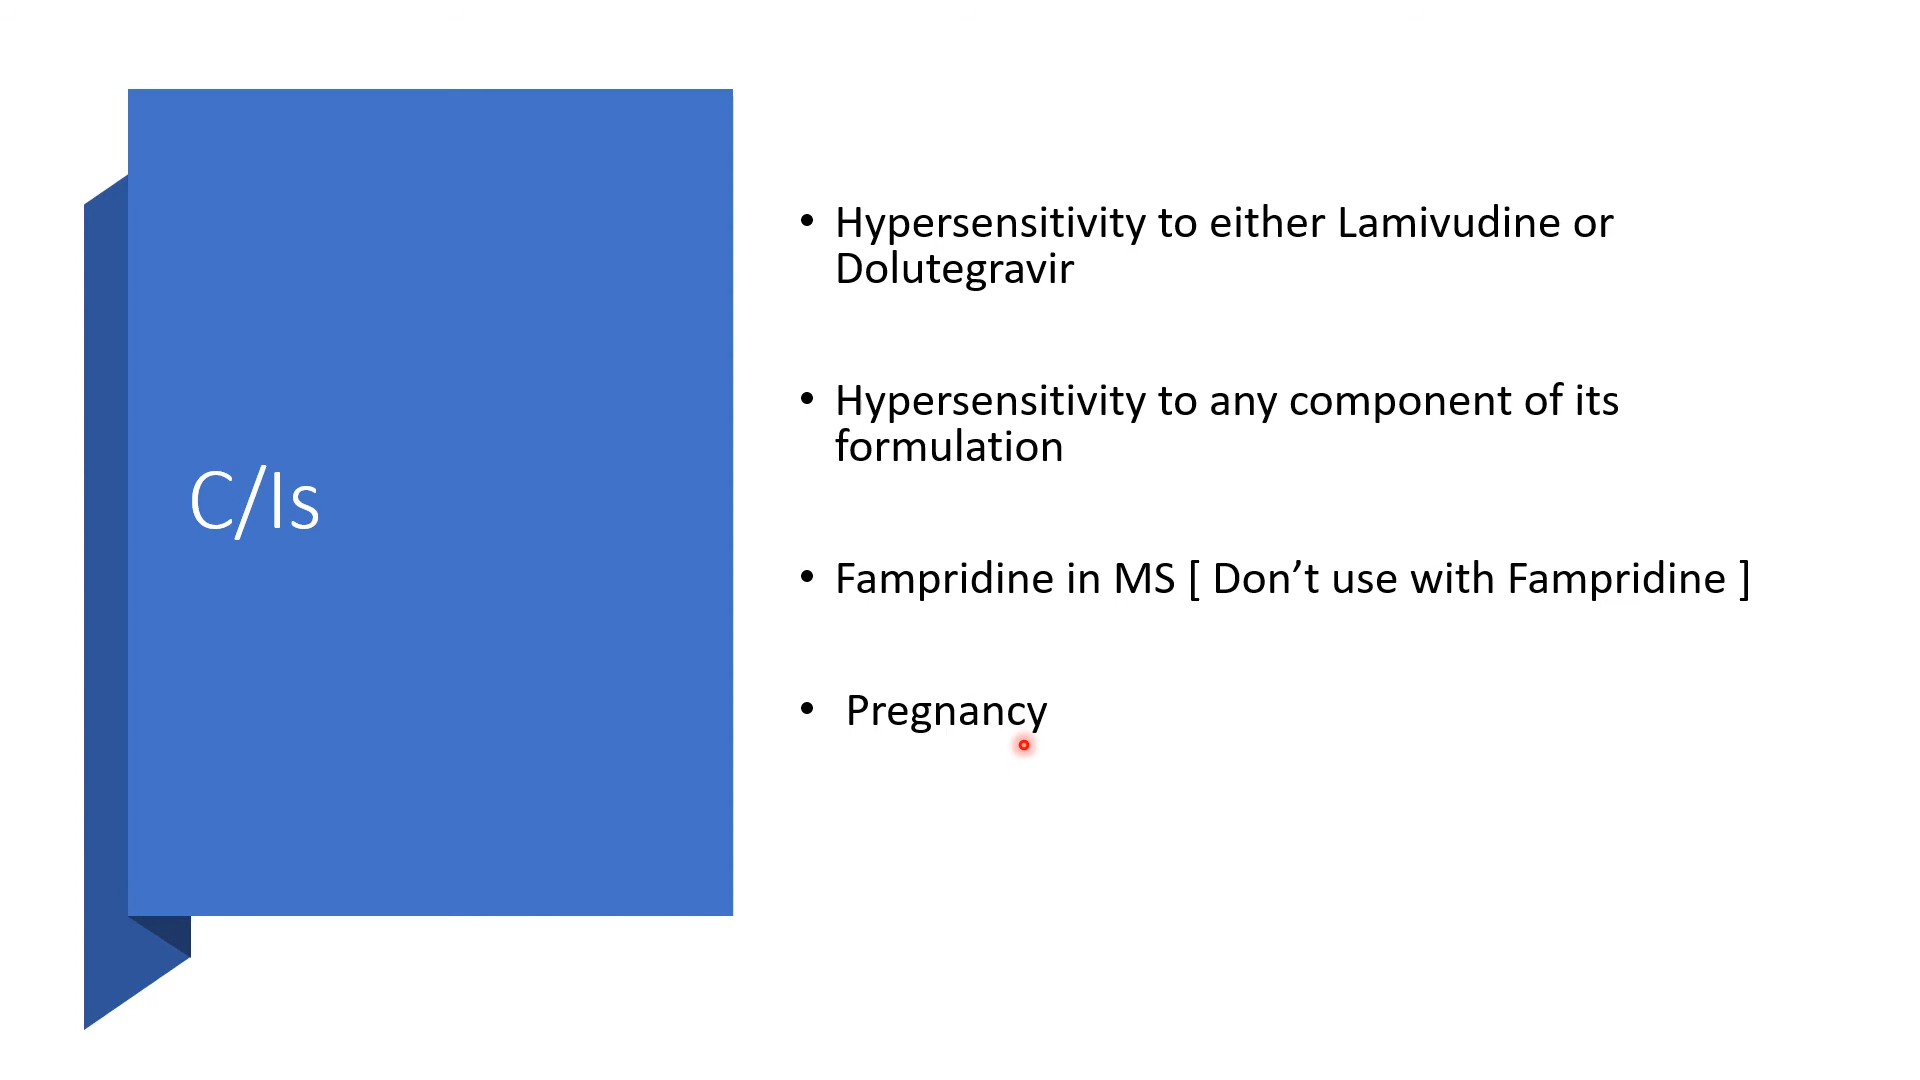 C/Is
• Hypersensitivity to either Lamivudine or
Dolutegravir
• Hypersensitivity to any component of its
formulation
• Fampridine in MS [ Don’t use with Fampridine ]
• Pregnancy